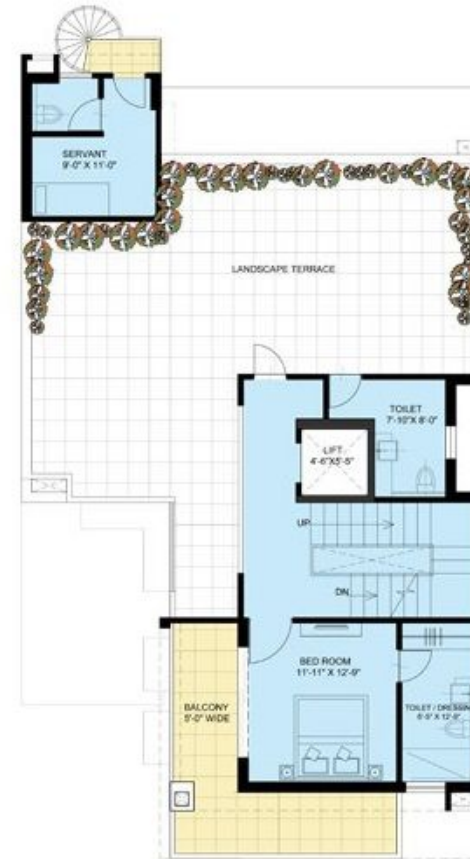 SERVANT
9'-0" X 11'-0"
LANDSCAPE TERRACE
TOILET
7'-10"X 8'-0"
LIFT
4'-6"X5'-5"
UP
DN
BED ROOM
11'-11" X 12'-9"
BALCONY
5'-0" WIDE
TOILET / DRESSIN